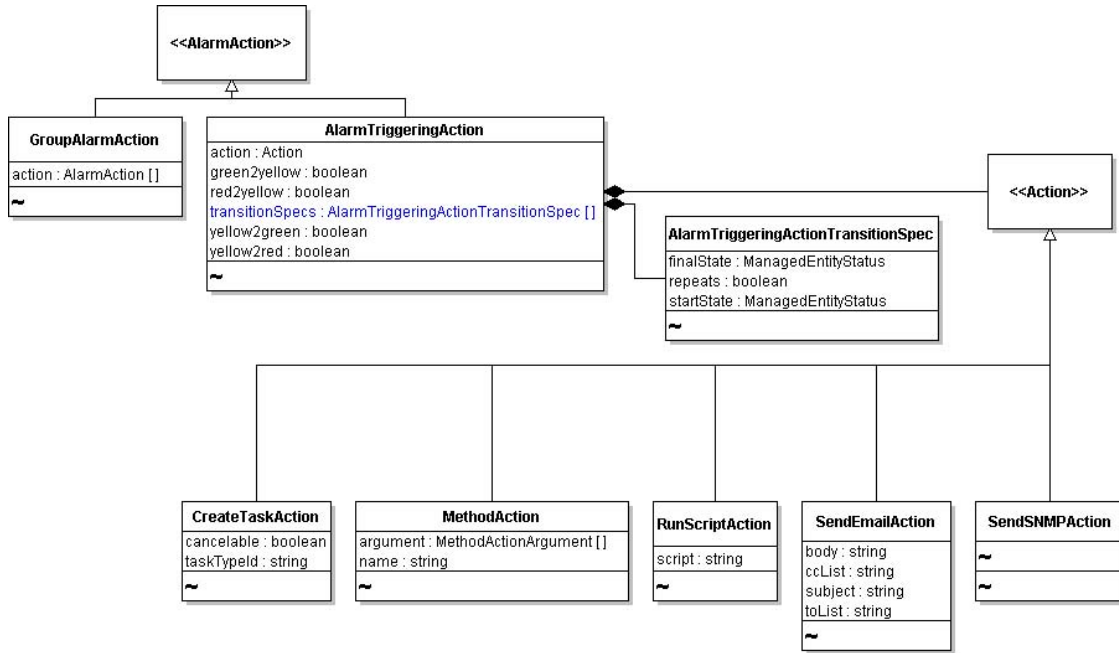 <<AlarmAction>>
GroupAlarmAction
action : AlarmAction [ ]
~
AlarmTriggeringAction
action : Action
green2yellow : boolean
red2yellow : boolean
transitionSpecs : AlarmTriggeringActionTransitionSpec [ ]
yellow2green : boolean
yellow2red : boolean
~
<<Action>>
AlarmTriggeringActionTransitionSpec
finalState : ManagedEntityStatus
repeats : boolean
startState : ManagedEntityStatus
~
CreateTaskAction
cancelable : boolean
taskTypeId : string
~
MethodAction
argument : MethodActionArgument [ ]
name : string
~
RunScriptAction
script : string
~
SendEmailAction
body : string
ccList : string
subject : string
toList : string
~
SendSNMPAction
~
~